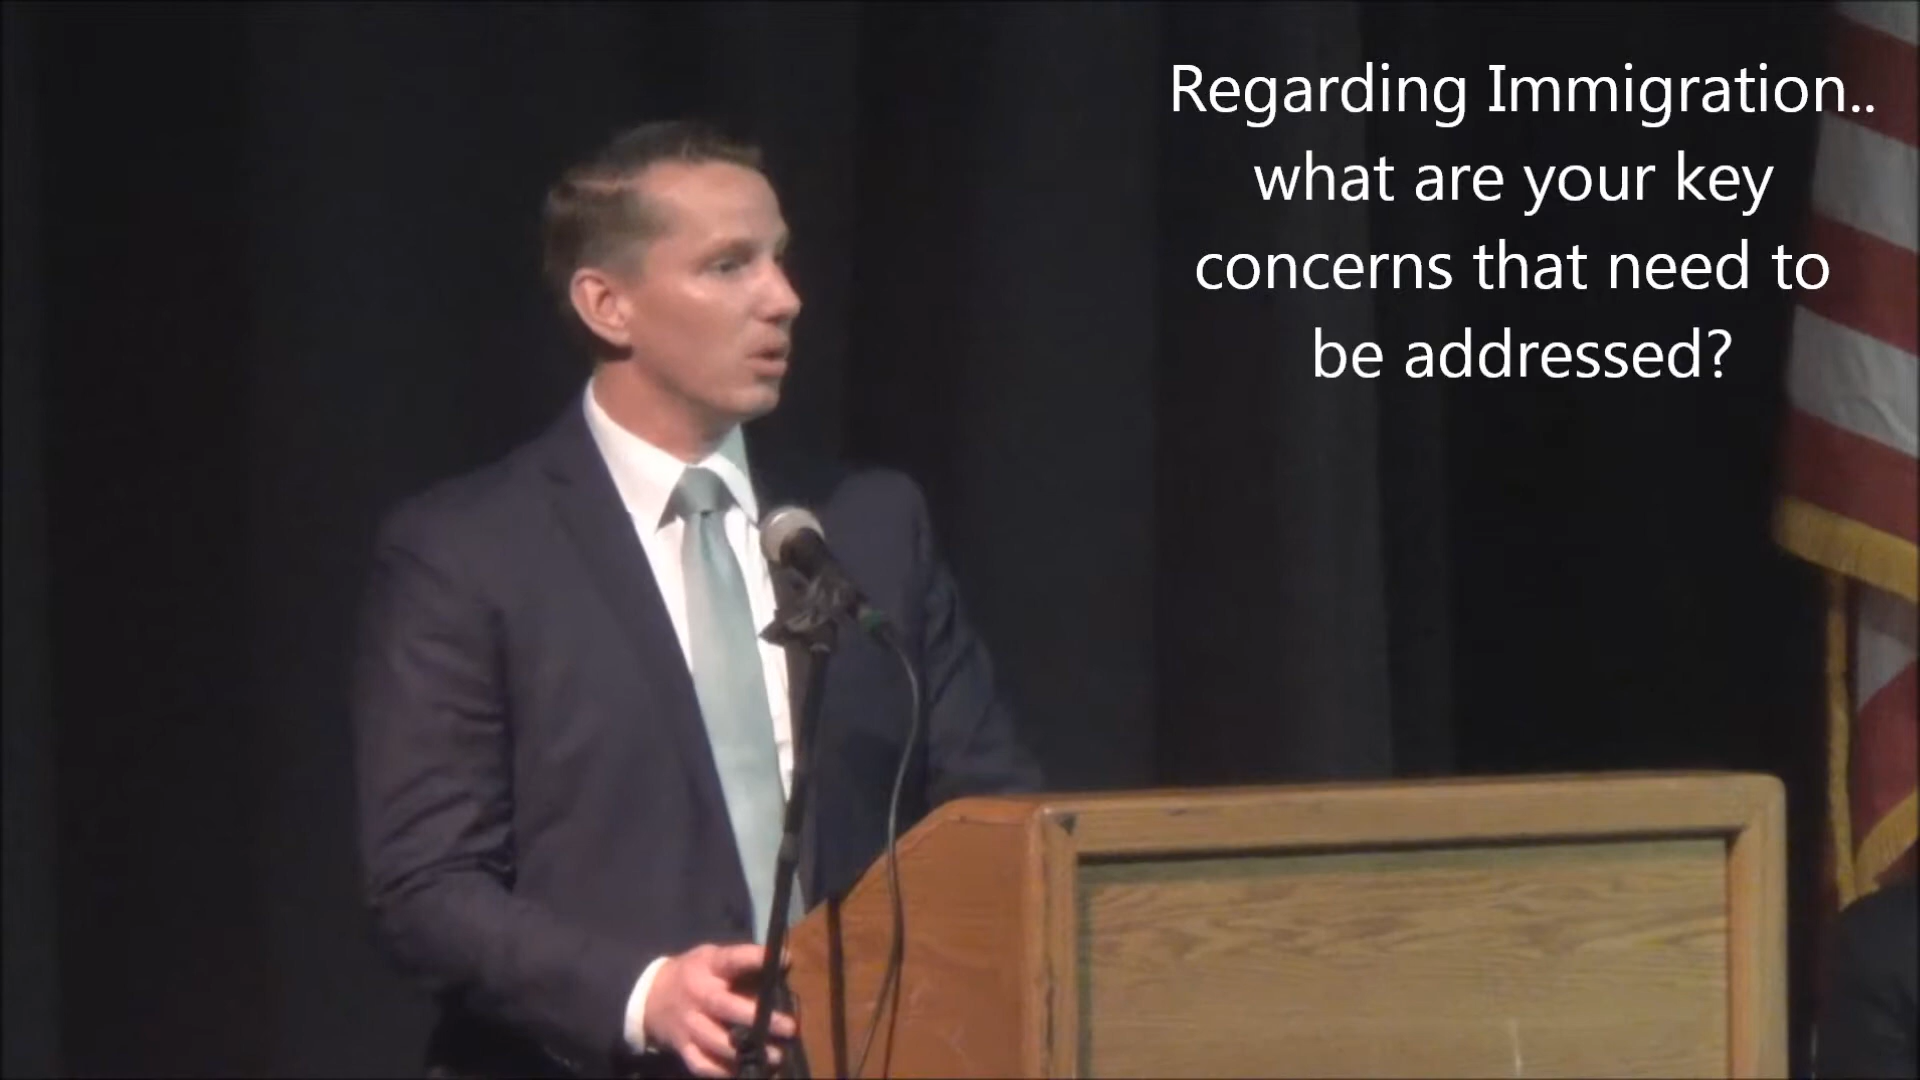 Regarding Immigration..
what are your key
concerns that need to
be addressed?